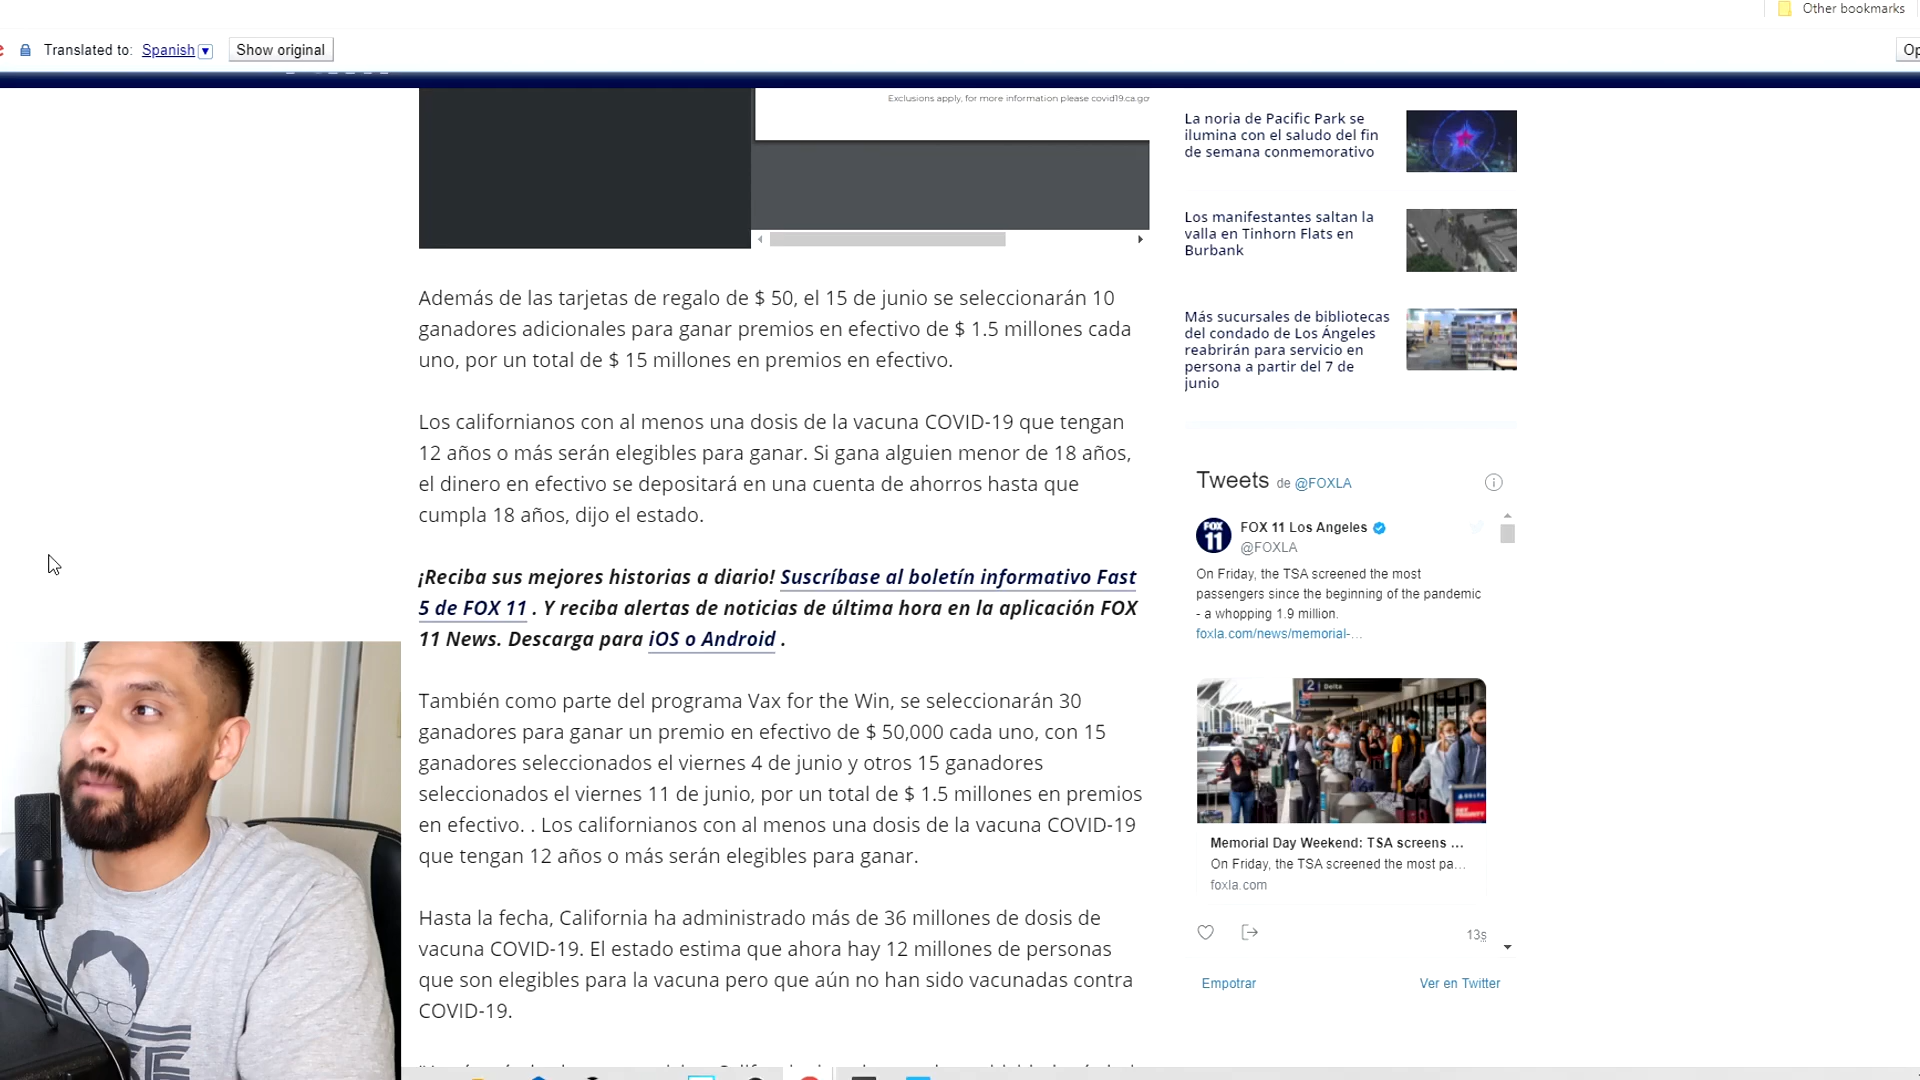 Other bookmarks
Translated to: Spanish
Show original
Exclusions apply, for more information please covid19.ca.go
Además de las tarjetas de regalo de $ 50, el 15 de junio se seleccionarán 10
ganadores adicionales para ganar premios en efectivo de $ 1.5 millones cada
uno, por un total de $ 15 millones en premios en efectivo.
Los californianos con al menos una dosis de la vacuna COVID-19 que tengan
12 años o más serán elegibles para ganar. Si gana alguien menor de 18 años,
el dinero en efectivo se depositará en una cuenta de ahorros hasta que
cumpla 18 años, dijo el estado.
¡Reciba sus mejores historias a diario! Suscríbase al boletín informativo Fast
5 de FOX 11 . Y reciba alertas de noticias de última hora en la aplicación FOX
11 News. Descarga para iOS o Android .
También como parte del programa Vax for the Win, se seleccionarán 30
ganadores para ganar un premio en efectivo de $ 50,000 cada uno, con 15
ganadores seleccionados el viernes 4 de junio y otros 15 ganadores
seleccionados el viernes 11 de junio, por un total de $ 1.5 millones en premios
en efectivo. . Los californianos con al menos una dosis de la vacuna COVID-19
que tengan 12 años o más serán elegibles para ganar.
Hasta la fecha, California ha administrado más de 36 millones de dosis de
vacuna COVID-19. El estado estima que ahora hay 12 millones de personas
que son elegibles para la vacuna pero que aún no han sido vacunadas contra
COVID-19.
La noria de Pacific Park se
ilumina con el saludo del fin
de semana conmemorativo
Los manifestantes saltan la
valla en Tinhorn Flats en
Burbank
Más sucursales de bibliotecas
del condado de Los Ángeles
reabrirán para servicio en
persona a partir del 7 de
junio
Tweets de @FOXLA
FOX 11
FOX 11 Los Angeles
@FOXLA
On Friday, the TSA screened the most
passengers since the beginning of the pandemic
- a whopping 1.9 million.
foxla.com/news/memorial-…
2 Delta
Memorial Day Weekend: TSA screens ...
On Friday, the TSA screened the most pa...
foxla.com
13s
Empotrar
Ver en Twitter